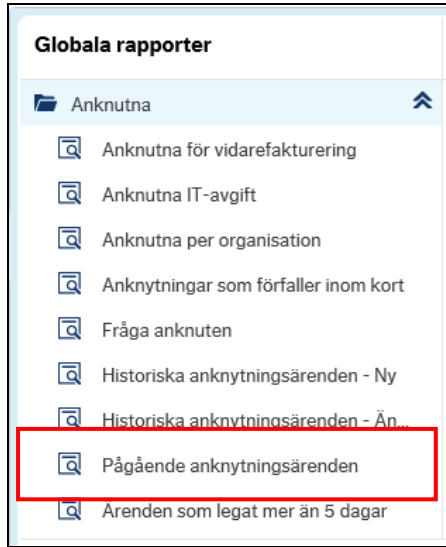 Globala rapporter
Anknutna
Anknutna för vidarefakturering
Anknutna IT-avgift
Anknutna per organisation
Anknytningar som förfaller inom kort
Fråga anknuten
Historiska anknytningsärenden - Ny
Historiska anknytningsärenden - Än...
Pågående anknytningsärenden
Ärenden som legat mer än 5 dagar